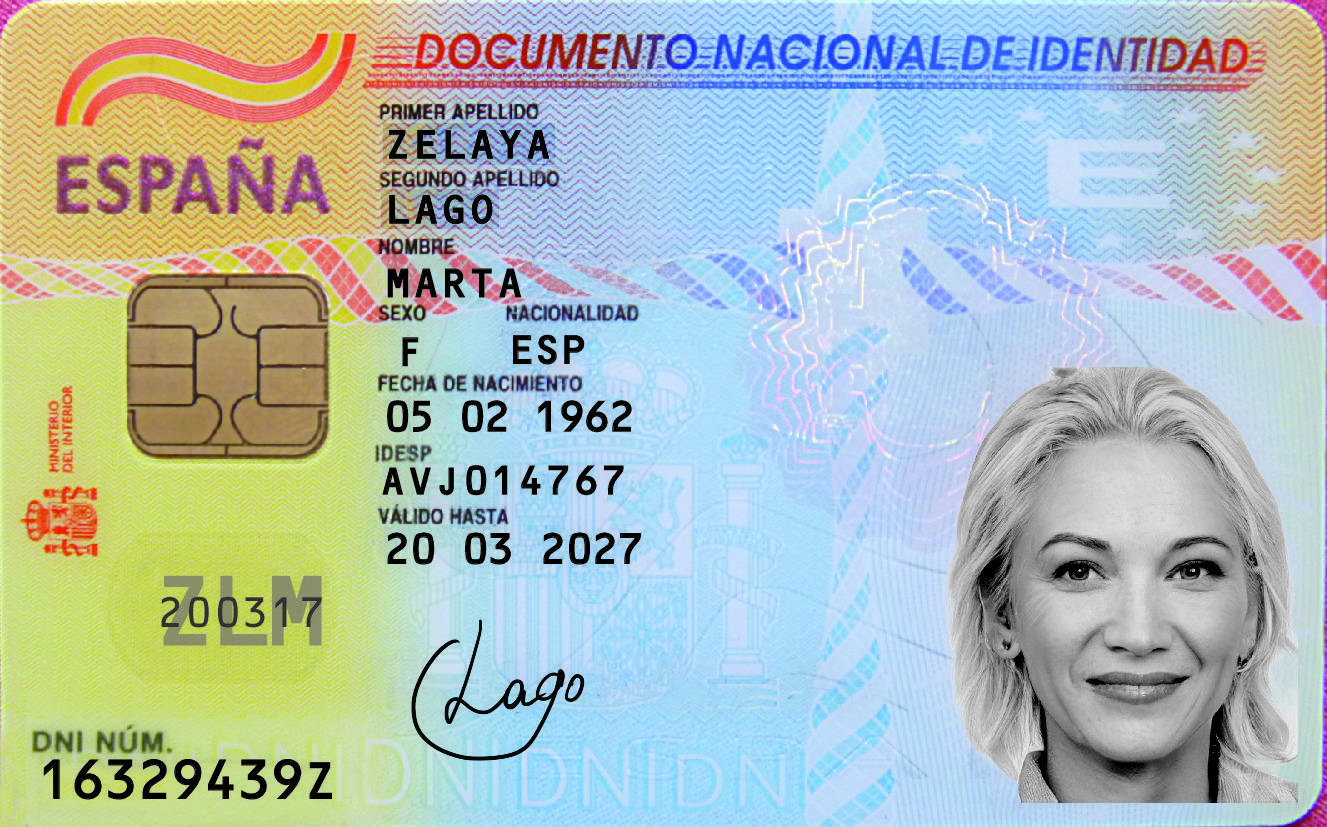 DOCUMENTO NACIONAL DE IDENTIDAD
ESPAÑA
PRIMER APELLIDO
ZELAYA
SEGUNDO APELLIDO
LAGO
NOMBRE
MARTA
SEXO NACIONALIDAD
F ESP
FECHA DE NACIMIENTO
05 02 1962
IDESP
AVJ014767
VÁLIDO HASTA
20 03 2027
MINISTERIO
DEL INTERIOR
E
ZLM
200317
Lago
DNI NÚM.
16329439Z
DNIDNIDNIDNI